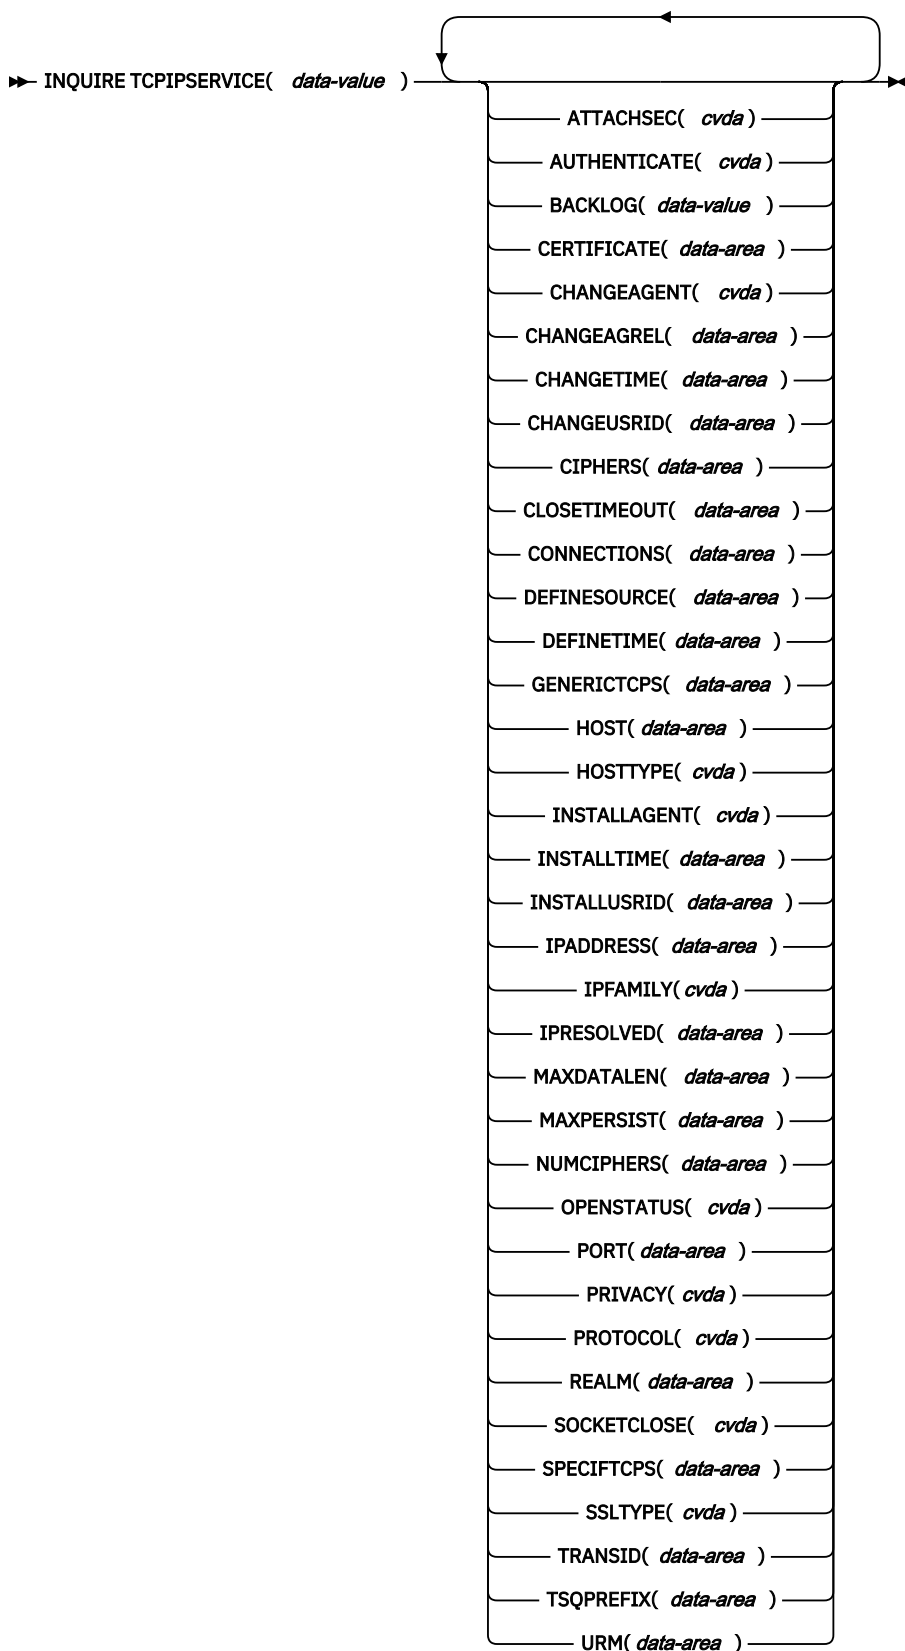 INQUIRE TCPIPSERVICE( data-value )
ATTACHSEC( cvda )
AUTHENTICATE( cvda )
BACKLOG( data-value )
CERTIFICATE( data-area )
CHANGEAGENT( cvda )
CHANGEAGREL( data-area )
CHANGETIME( data-area )
CHANGEUSRID( data-area )
CIPHERS( data-area )
CLOSETIMEOUT( data-area )
CONNECTIONS( data-area )
DEFINESOURCE( data-area )
DEFINETIME( data-area )
GENERICTCPS( data-area )
HOST( data-area )
HOSTTYPE( cvda )
INSTALLAGENT( cvda )
INSTALLTIME( data-area )
INSTALLUSRID( data-area )
IPADDRESS( data-area )
IPFAMILY( cvda )
IPRESOLVED( data-area )
MAXDATALEN( data-area )
MAXPERSIST( data-area )
NUMCIPHERS( data-area )
OPENSTATUS( cvda )
PORT( data-area )
PRIVACY( cvda )
PROTOCOL( cvda )
REALM( data-area )
SOCKETCLOSE( cvda )
SPECIFTCPS( data-area )
SSLTYPE( cvda )
TRANSID( data-area )
TSQPREFIX( data-area )
URM( data-area )